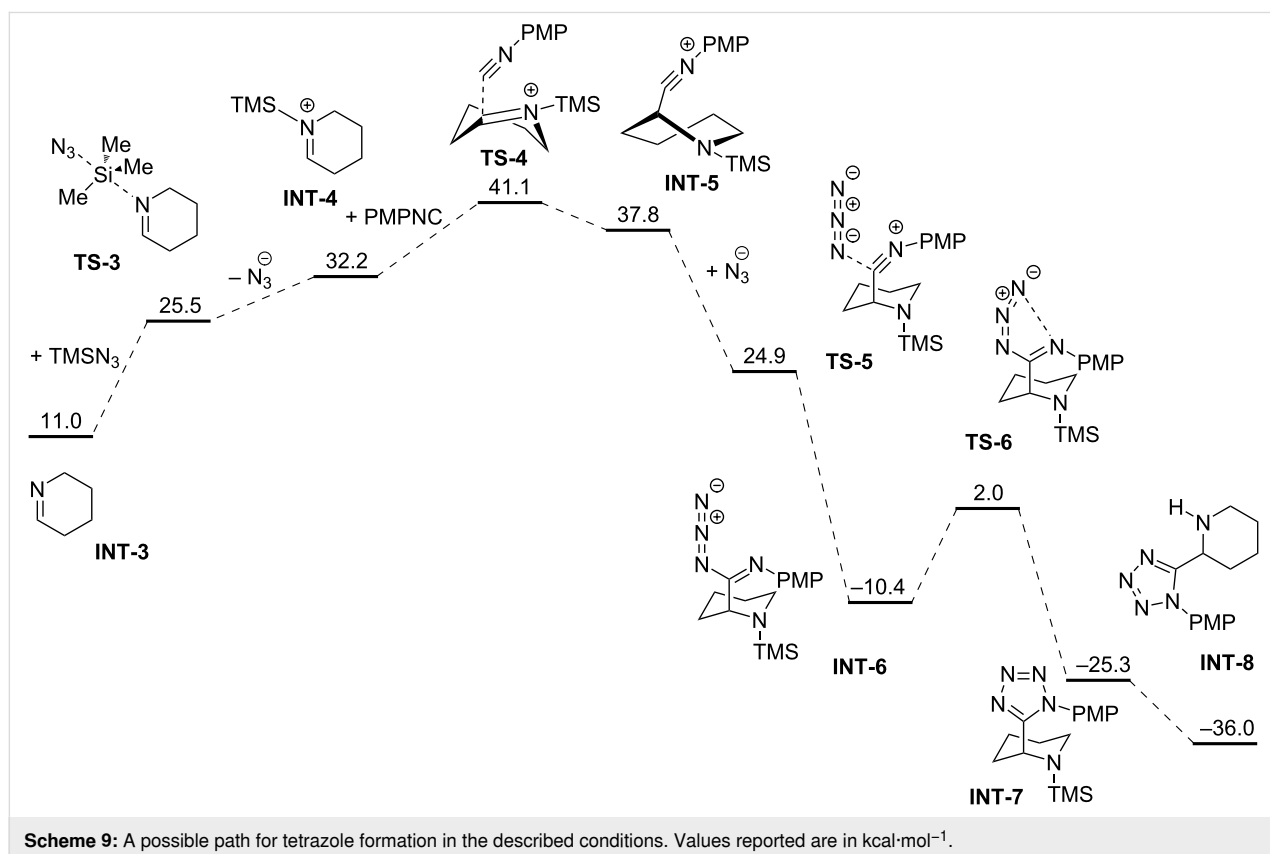 PMP
N
C
⊕
N
TMS
TS-4
41.1
⊕
N
PMP
N
TMS
INT-5
37.8
TMS
⊕
N
INT-4
+ PMPNC
32.2
N₃
Me
Si
Me
Me
N
TS-3
– N₃⊖
25.5
+ TMSN₃
11.0
N
INT-3
+ N₃⊖
24.9
N⊖
N⊕
N⊖
N
⊕
N
PMP
N
TMS
TS-5
N⊖
⊕
N
N
N
PMP
N
TMS
TS-6
2.0
N⊖
N⊕
N
N
PMP
N
TMS
–10.4
INT-6
N=N
N
N
PMP
N
TMS
INT-7
–25.3
H
N
N
N
N
N
PMP
INT-8
–36.0
Scheme 9: A possible path for tetrazole formation in the described conditions. Values reported are in kcal·mol⁻¹.